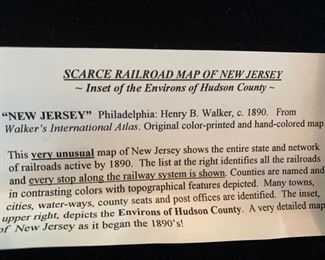 SCARCE RAILROAD MAP OF NEW JERSEY
~ Inset of the Environs of Hudson County ~
"NEW JERSEY" Philadelphia: Henry B. Walker, c. 1890. From
Walker's International Atlas. Original color-printed and hand-colored map.
This very unusual map of New Jersey shows the entire state and network
of railroads active by 1890. The list at the right identifies all the railroads
and every stop along the railway system is shown. Counties are named and
in contrasting colors with topographical features depicted. Many towns,
cities, water-ways, county seats and post offices are identified. The inset,
upper right, depicts the Environs of Hudson County. A very detailed map
of New Jersey as it began the 1890's!